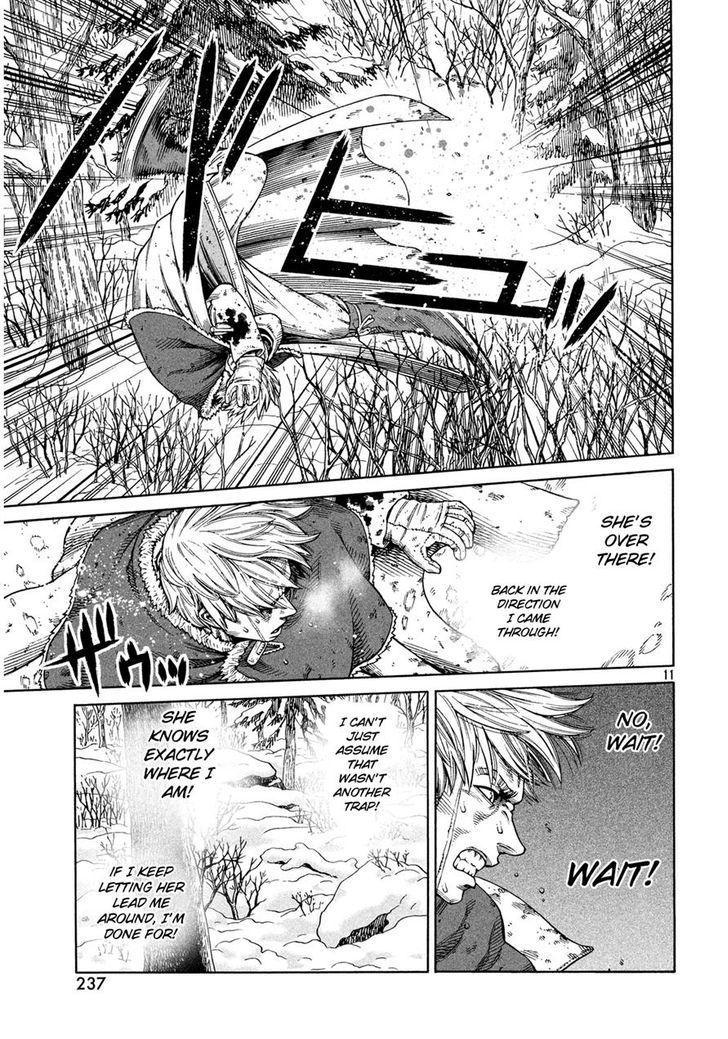 バヒュッ
SHE'S
OVER
THERE!
BACK IN THE
DIRECTION
I CAME
THROUGH!
ザウッ
11
NO,
WAIT!
WAIT!
I CAN'T
JUST
ASSUME
THAT
WASN'T
ANOTHER
TRAP!
SHE
KNOWS
EXACTLY
WHERE I
AM!
IF I KEEP
LETTING HER
LEAD ME
AROUND, I'M
DONE FOR!
237